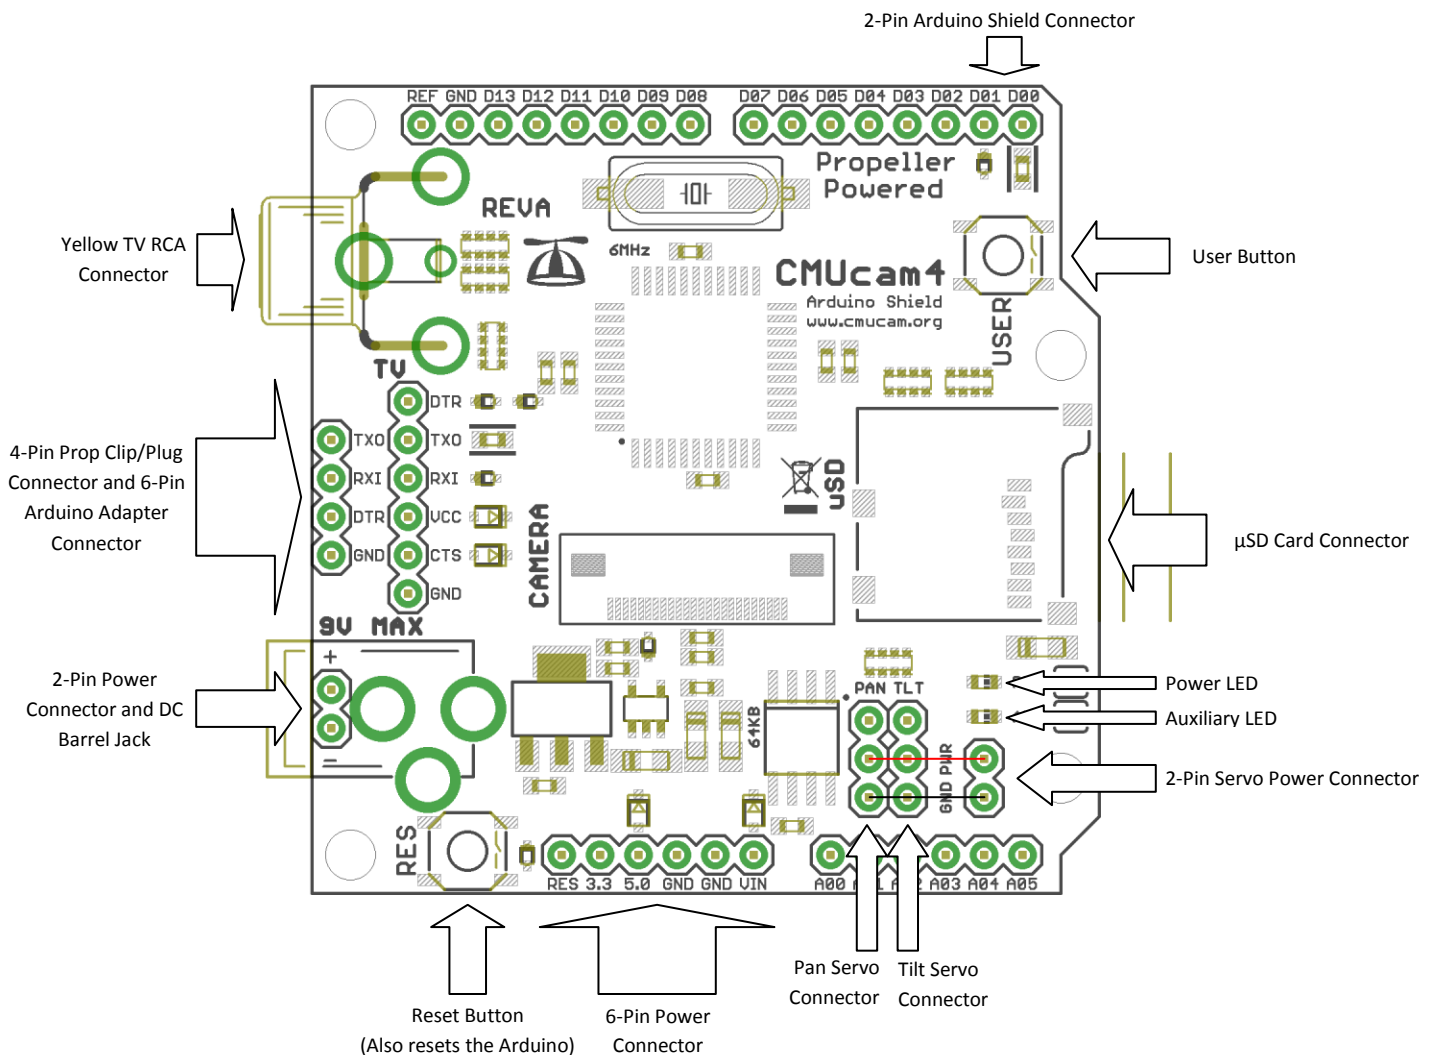 2-Pin Arduino Shield Connector
REF GND D13 D12 D11 D10 D09 D08
D07 D06 D05 D04 D03 D02 D01 D00
Propeller
Powered
REVA
6MHz
CMUcam4
Arduino Shield
www.cmucam.org
USER
Yellow TV RCA
Connector
User Button
TV
DTR
TXO
RXI
VCC
CTS
GND
TXO
RXI
DTR
GND
4-Pin Prop Clip/Plug
Connector and 6-Pin
Arduino Adapter
Connector
uSD
CAMERA
µSD Card Connector
9V MAX
+
-
2-Pin Power
Connector and DC
Barrel Jack
64KB
PAN TLT
Power LED
Auxiliary LED
GND PWR
2-Pin Servo Power Connector
RES
RES 3.3 5.0 GND GND VIN
A00 A03 A04 A05
Pan Servo
Connector
Tilt Servo
Connector
Reset Button
(Also resets the Arduino)
6-Pin Power
Connector